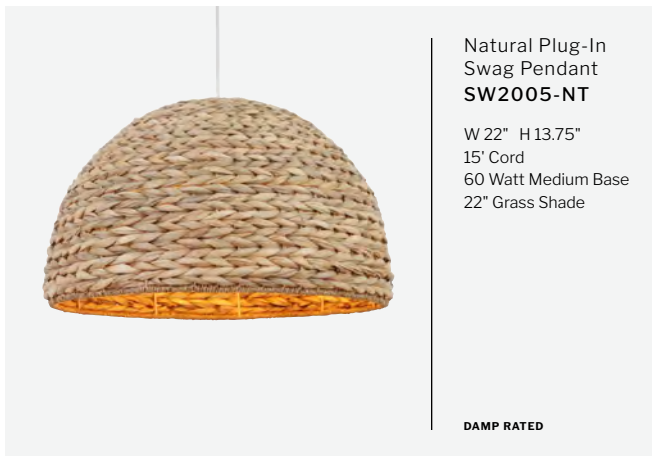 Natural Plug-In
Swag Pendant
SW2005-NT
W 22" H 13.75"
15' Cord
60 Watt Medium Base
22" Grass Shade
DAMP RATED